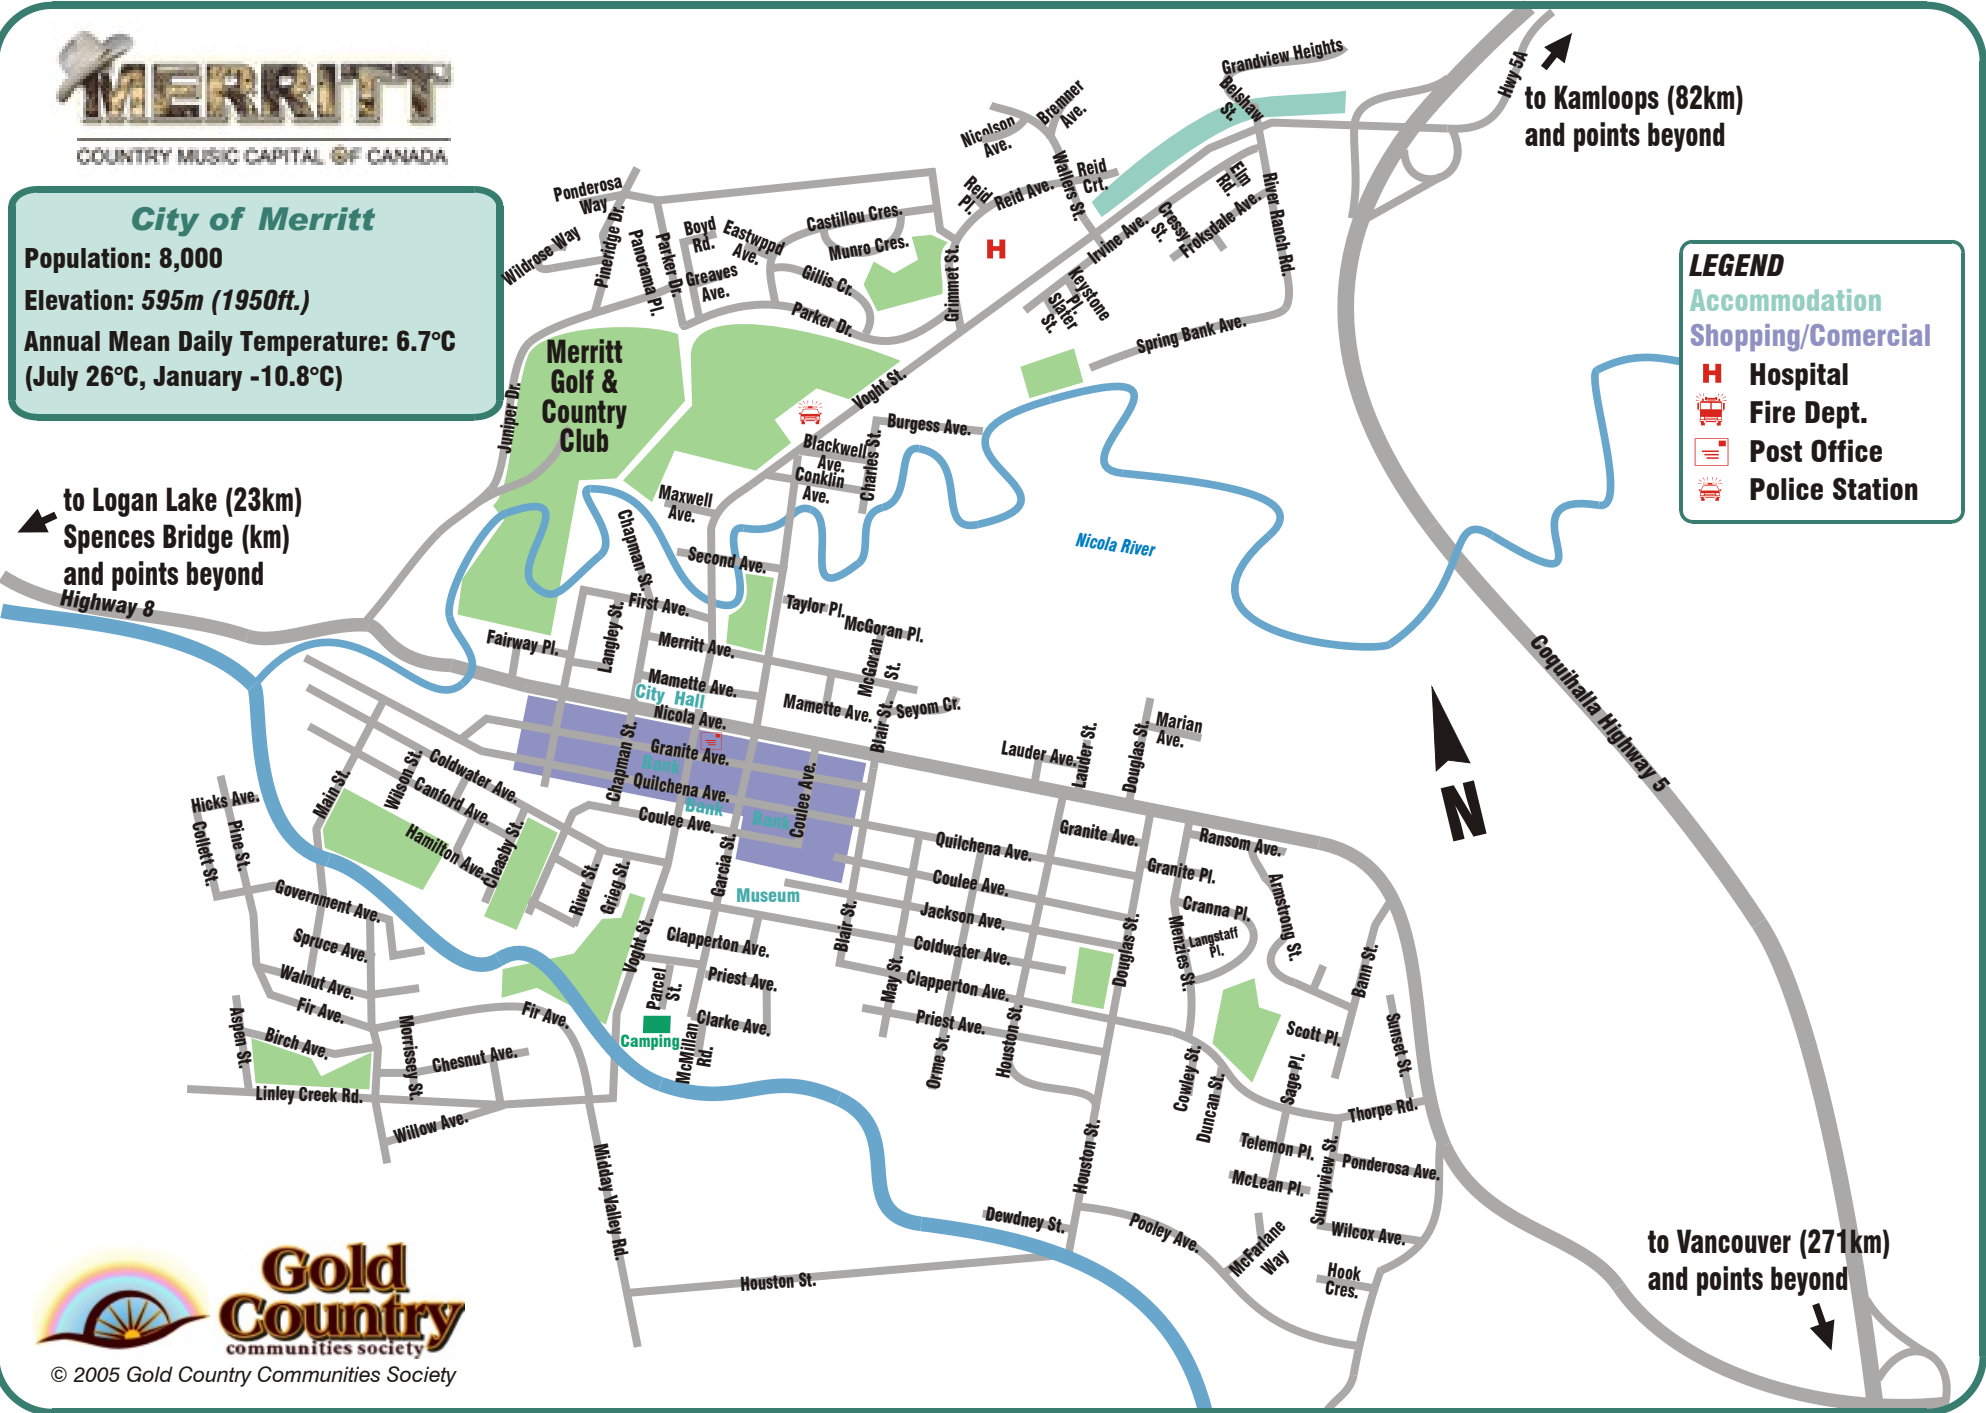 MERRITT
COUNTRY MUSIC CAPITAL OF CANADA
City of Merritt
Population: 8,000
Elevation: 595m (1950ft.)
Annual Mean Daily Temperature: 6.7°C
(July 26°C, January -10.8°C)
to Logan Lake (23km)
Spences Bridge (km)
and points beyond
Highway 8
Hwy 5A
to Kamloops (82km)
and points beyond
LEGEND
Accommodation
Shopping/Comercial
H Hospital
Fire Dept.
Post Office
Police Station
Grandview Heights
Belshaw
St.
Bremner
Ave.
Nicolson
Ave.
Wallers St.
Reid
Crt.
Reid Ave.
Reid
Pl.
H
Elm
Rd.
River Ranch Rd.
Cressy
St.
Froksdale Ave.
Irvine Ave.
Keystone
Pl.
Slater
St.
Spring Bank Ave.
Ponderosa
Way
Wildrose Way
Pineridge Dr.
Panorama Pl.
Parker Dr.
Boyd
Rd.
Eastwppd
Ave.
Greaves
Ave.
Castillou Cres.
Munro Cres.
Gillis Cr.
Parker Dr.
Grimmet St.
Merritt
Golf &
Country
Club
Juniper Dr.
Voght St.
Burgess Ave.
Blackwell
Ave.
Charles St.
Conklin
Ave.
Maxwell
Ave.
Chapman St.
Second Ave.
Nicola River
First Ave.
Langley St.
Merritt Ave.
Taylor Pl.
McGoran Pl.
McGoran
St.
Fairway Pl.
Mamette Ave.
City Hall
Nicola Ave.
Mamette Ave.
Seyom Cr.
Blair St.
Granite Ave.
Bank
Chapman St.
Quilchena Ave.
Bank
Bank
Coulee Ave.
Coulee Ave.
Lauder Ave.
Lauder St.
Douglas St.
Marian
Ave.
Coquihalla Highway 5
N
Main St.
Wilson St.
Coldwater Ave.
Canford Ave.
Hamilton Ave.
Cleasby St.
River St.
Grieg St.
Garcia St.
Museum
Hicks Ave.
Collett St.
Pine St.
Government Ave.
Spruce Ave.
Walnut Ave.
Fir Ave.
Birch Ave.
Aspen St.
Linley Creek Rd.
Morrissey St.
Chesnut Ave.
Willow Ave.
Fir Ave.
Voght St.
Clapperton Ave.
Parcel
St.
Priest Ave.
Clarke Ave.
McMillan
Rd.
Camping
Midday Valley Rd.
Houston St.
Quilchena Ave.
Coulee Ave.
Jackson Ave.
Coldwater Ave.
Clapperton Ave.
Priest Ave.
Blair St.
May St.
Orme St.
Houston St.
Granite Ave.
Granite Pl.
Ransom Ave.
Cranna Pl.
Langstaff
Pl.
Menzies St.
Armstrong St.
Douglas St.
Bann St.
Scott Pl.
Sunset St.
Sage Pl.
Cowley St.
Duncan St.
Thorpe Rd.
Telemon Pl.
McLean Pl.
Sunnyview St.
Ponderosa Ave.
Wilcox Ave.
Hook
Cres.
McFarlane
Way
Pooley Ave.
Houston St.
Dewdney St.
to Vancouver (271km)
and points beyond
Gold
Country
communities society
© 2005 Gold Country Communities Society